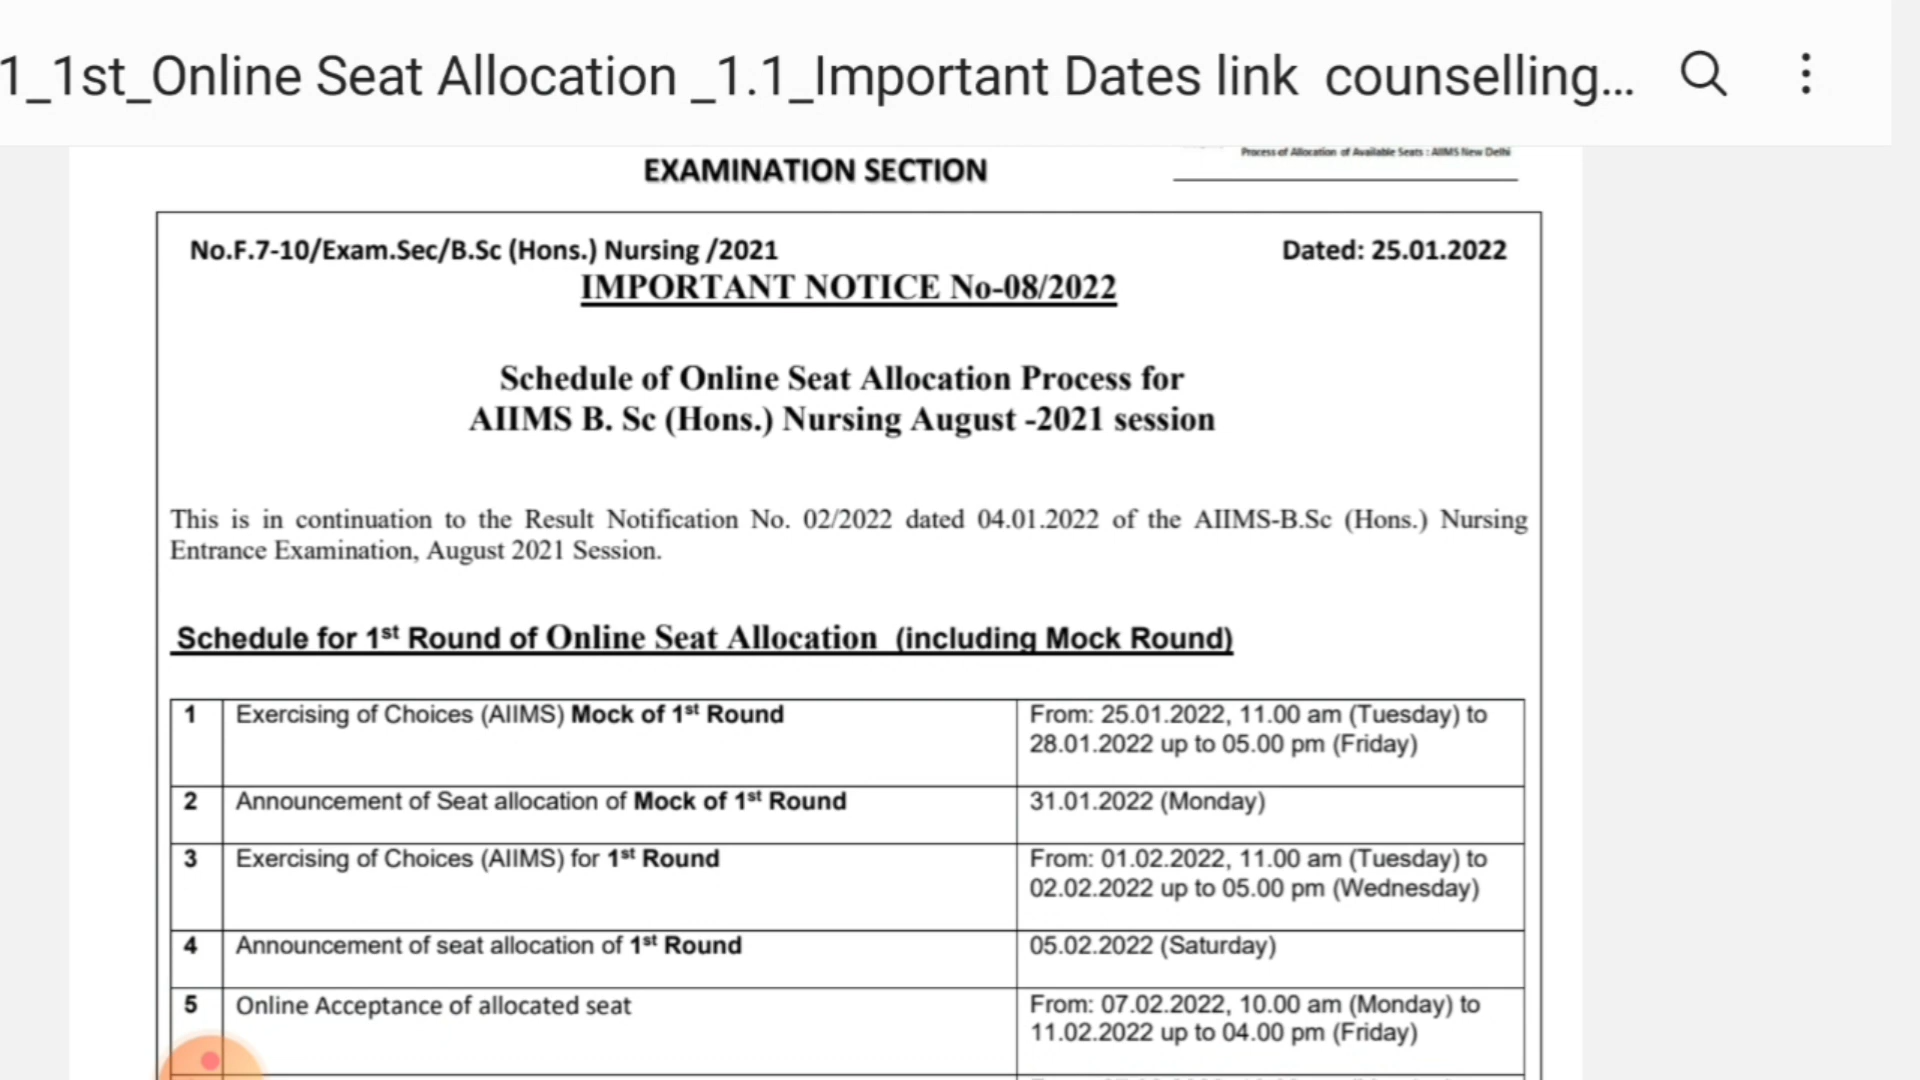 1_1st_Online Seat Allocation _1.1_Important Dates link counselling...
Process of Allocation of Available Seats : AIIMS New Delhi
EXAMINATION SECTION
No.F.7-10/Exam.Sec/B.Sc (Hons.) Nursing /2021
Dated: 25.01.2022
IMPORTANT NOTICE No-08/2022
Schedule of Online Seat Allocation Process for
AIIMS B. Sc (Hons.) Nursing August -2021 session
This is in continuation to the Result Notification No. 02/2022 dated 04.01.2022 of the AIIMS-B.Sc (Hons.) Nursing
Entrance Examination, August 2021 Session.
Schedule for 1st Round of Online Seat Allocation (including Mock Round)
1 Exercising of Choices (AIIMS) Mock of 1st Round From: 25.01.2022, 11.00 am (Tuesday) to
28.01.2022 up to 05.00 pm (Friday)
2 Announcement of Seat allocation of Mock of 1st Round 31.01.2022 (Monday)
3 Exercising of Choices (AIIMS) for 1st Round From: 01.02.2022, 11.00 am (Tuesday) to
02.02.2022 up to 05.00 pm (Wednesday)
4 Announcement of seat allocation of 1st Round 05.02.2022 (Saturday)
5 Online Acceptance of allocated seat From: 07.02.2022, 10.00 am (Monday) to
11.02.2022 up to 04.00 pm (Friday)